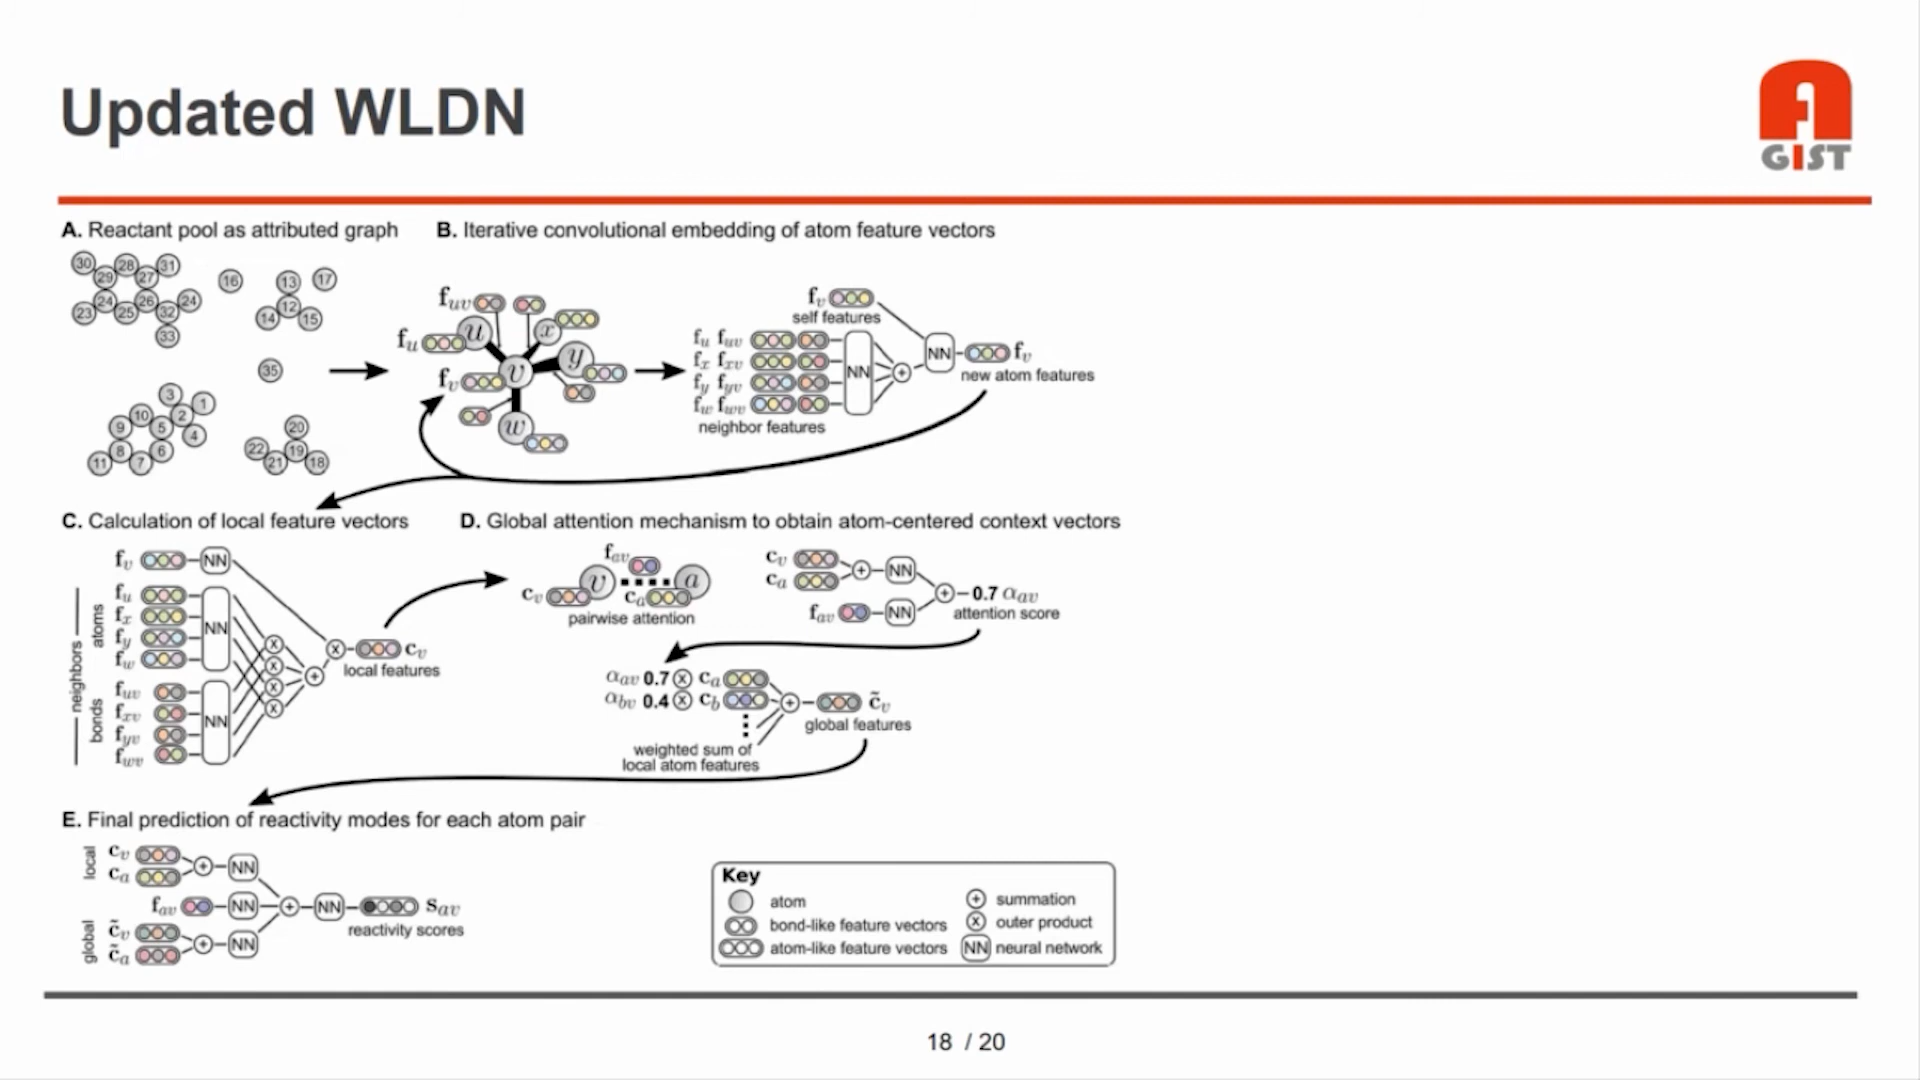 Updated WLDN
GIST
A. Reactant pool as attributed graph
B. Iterative convolutional embedding of atom feature vectors
30 28 31
29 27
24 26 24
23 25 32
33
16 13 17
12
14 15
35
3 1
10 2
9 5 4
8 6
11 7
20
22 19
21 18
f_uv
f_u u x
y
f_v v
w
f_v
self features
f_u f_uv
f_x f_xv
f_y f_yv
f_w f_wv
neighbor features
NN + NN f_v
new atom features
C. Calculation of local feature vectors
D. Global attention mechanism to obtain atom-centered context vectors
neighbors
atoms
bonds
f_v NN
f_u
f_x
f_y
f_w
NN
f_uv
f_xv
f_yv
f_wv
NN
x x x x + x c_v
local features
f_av
v a
c_v c_a
pairwise attention
c_v
c_a + NN
f_av NN
+ 0.7 α_av
attention score
α_av 0.7 x c_a
α_bv 0.4 x c_b
+ c̃_v
global features
weighted sum of
local atom features
E. Final prediction of reactivity modes for each atom pair
local
c_v
c_a + NN
f_av NN + NN s_av
reactivity scores
global
c̃_v
c̃_a + NN
Key
atom
bond-like feature vectors
atom-like feature vectors
+ summation
x outer product
NN neural network
18 / 20